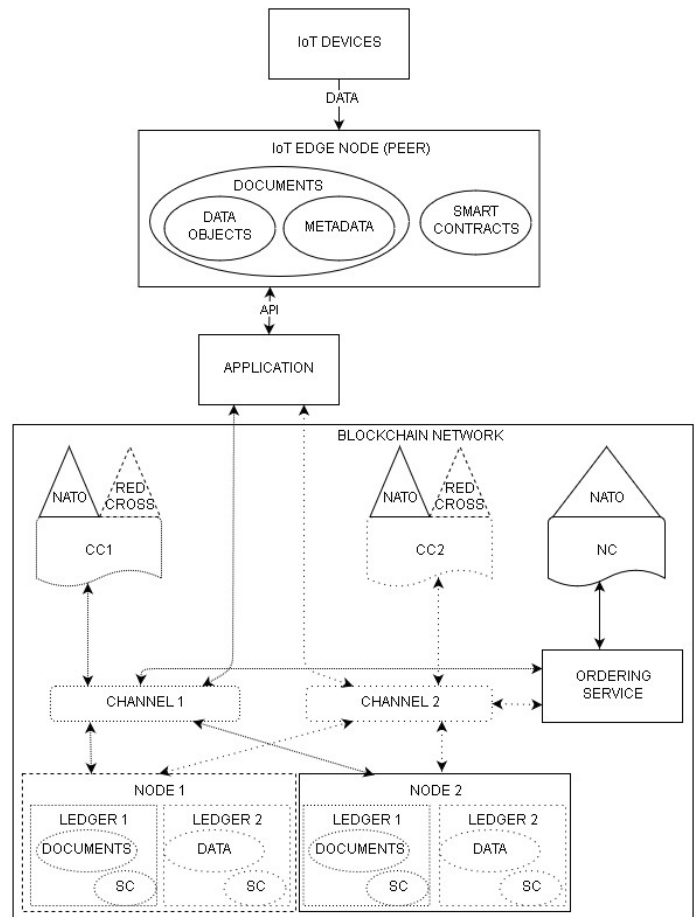 IoT DEVICES
DATA
IoT EDGE NODE (PEER)
DOCUMENTS
DATA
OBJECTS
METADATA
SMART
CONTRACTS
API
APPLICATION
BLOCKCHAIN NETWORK
NATO
RED
CROSS
CC1
NATO
RED
CROSS
CC2
NATO
NC
ORDERING
SERVICE
CHANNEL 1
CHANNEL 2
NODE 1
LEDGER 1
DOCUMENTS
SC
LEDGER 2
DATA
SC
NODE 2
LEDGER 1
DOCUMENTS
SC
LEDGER 2
DATA
SC